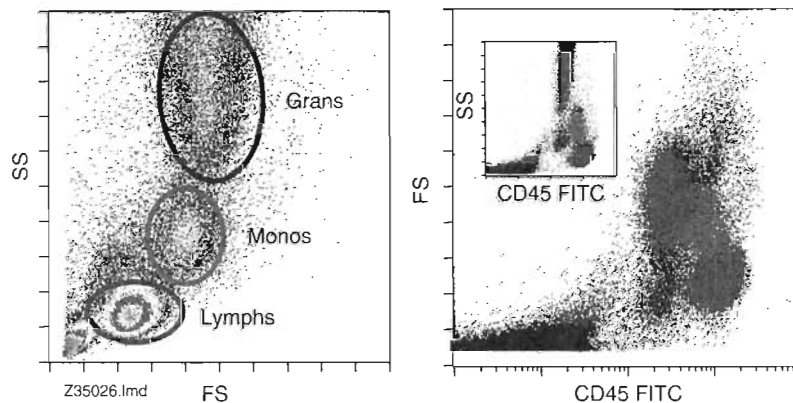 SS
Grans
Monos
Lymphs
Z35026.lmd
FS
FS
SS
CD45 FITC
CD45 FITC